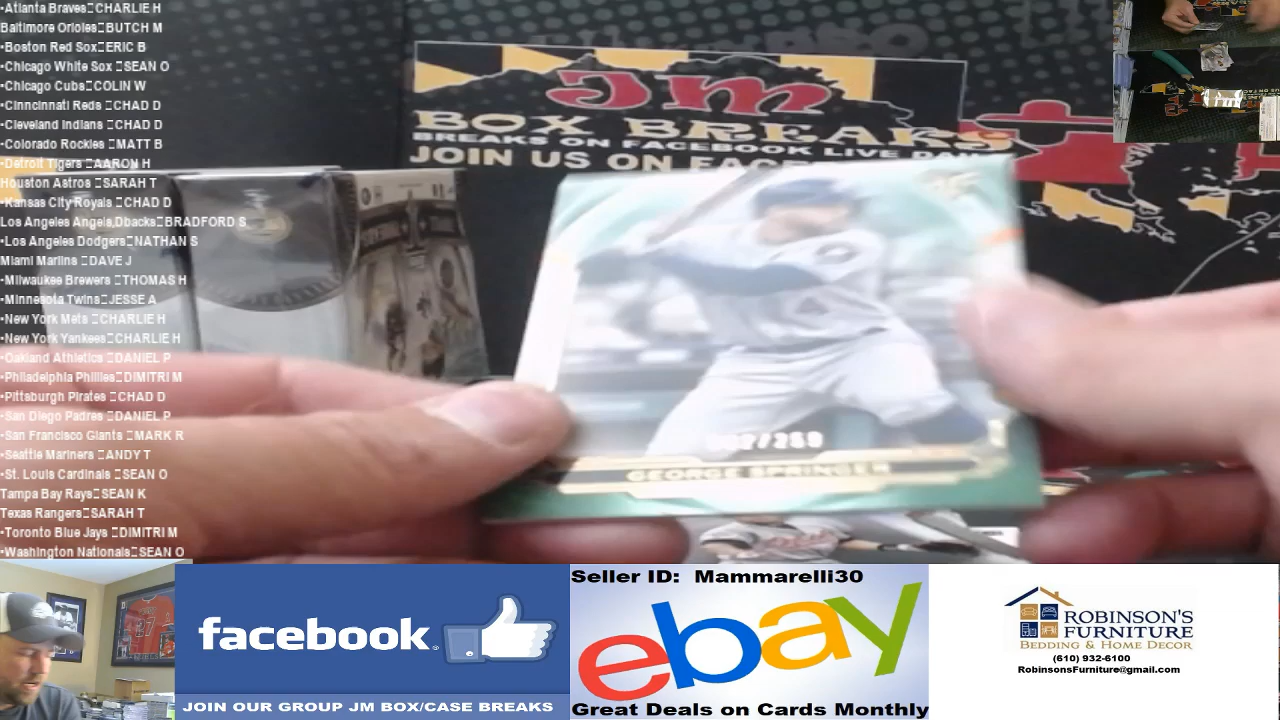 •Atlanta Braves□CHARLIE H
Baltimore Orioles□BUTCH M
•Boston Red Sox□ERIC B
•Chicago White Sox □SEAN O
•Chicago Cubs□COLIN W
•Cinncinnati Reds □CHAD D
•Cleveland Indians □CHAD D
•Colorado Rockies □MATT B
•Detroit Tigers □AARON H
Houston Astros □SARAH T
•Kansas City Royals □CHAD D
Los Angeles Angels,Dbacks□BRADFORD S
•Los Angeles Dodgers□NATHAN S
Miami Marlins □DAVE J
•Milwaukee Brewers □THOMAS H
•Minnesota Twins□JESSE A
•New York Mets □CHARLIE H
•New York Yankees□CHARLIE H
•Oakland Athletics □DANIEL P
•Philadelphia Phillies□DIMITRI M
•Pittsburgh Pirates □CHAD D
•San Diego Padres □DANIEL P
•San Francisco Giants □MARK R
•Seattle Mariners □ANDY T
•St. Louis Cardinals □SEAN O
Tampa Bay Rays□SEAN K
Texas Rangers□SARAH T
•Toronto Blue Jays □DIMITRI M
•Washington Nationals□SEAN O
JM
BOX BREAKS
BREAKS ON FACEBOOK LIVE
JOIN US ON
GEORGE SPRINGER
facebook
JOIN OUR GROUP JM BOX/CASE BREAKS
Seller ID: Mammarelli30
ebay
Great Deals on Cards Monthly
ROBINSON'S
FURNITURE
BEDDING & HOME DECOR
(610) 932-6100
RobinsonsFurniture@gmail.com